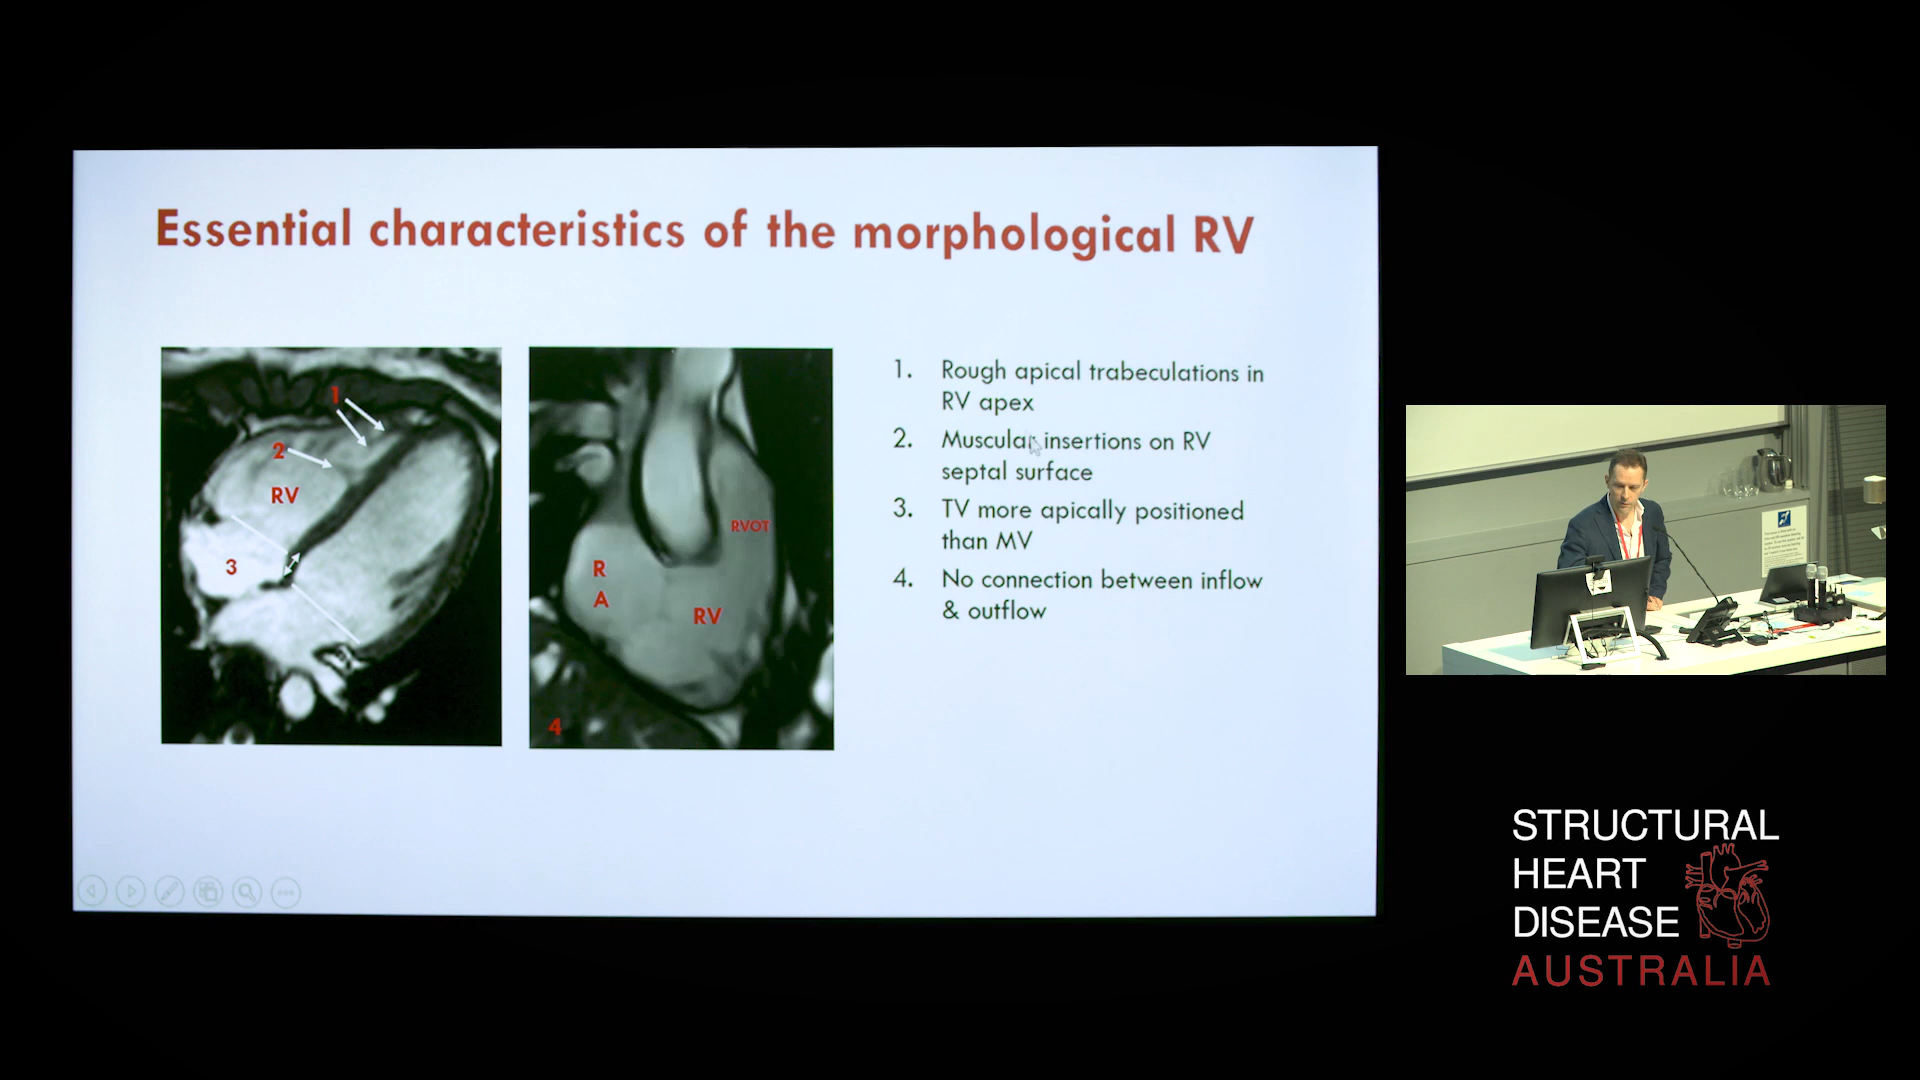 Essential characteristics of the morphological RV
1
2
RV
3
RVOT
R
A
RV
4
1. Rough apical trabeculations in
RV apex
2. Muscular insertions on RV
septal surface
3. TV more apically positioned
than MV
4. No connection between inflow
& outflow
STRUCTURAL
HEART
DISEASE
AUSTRALIA